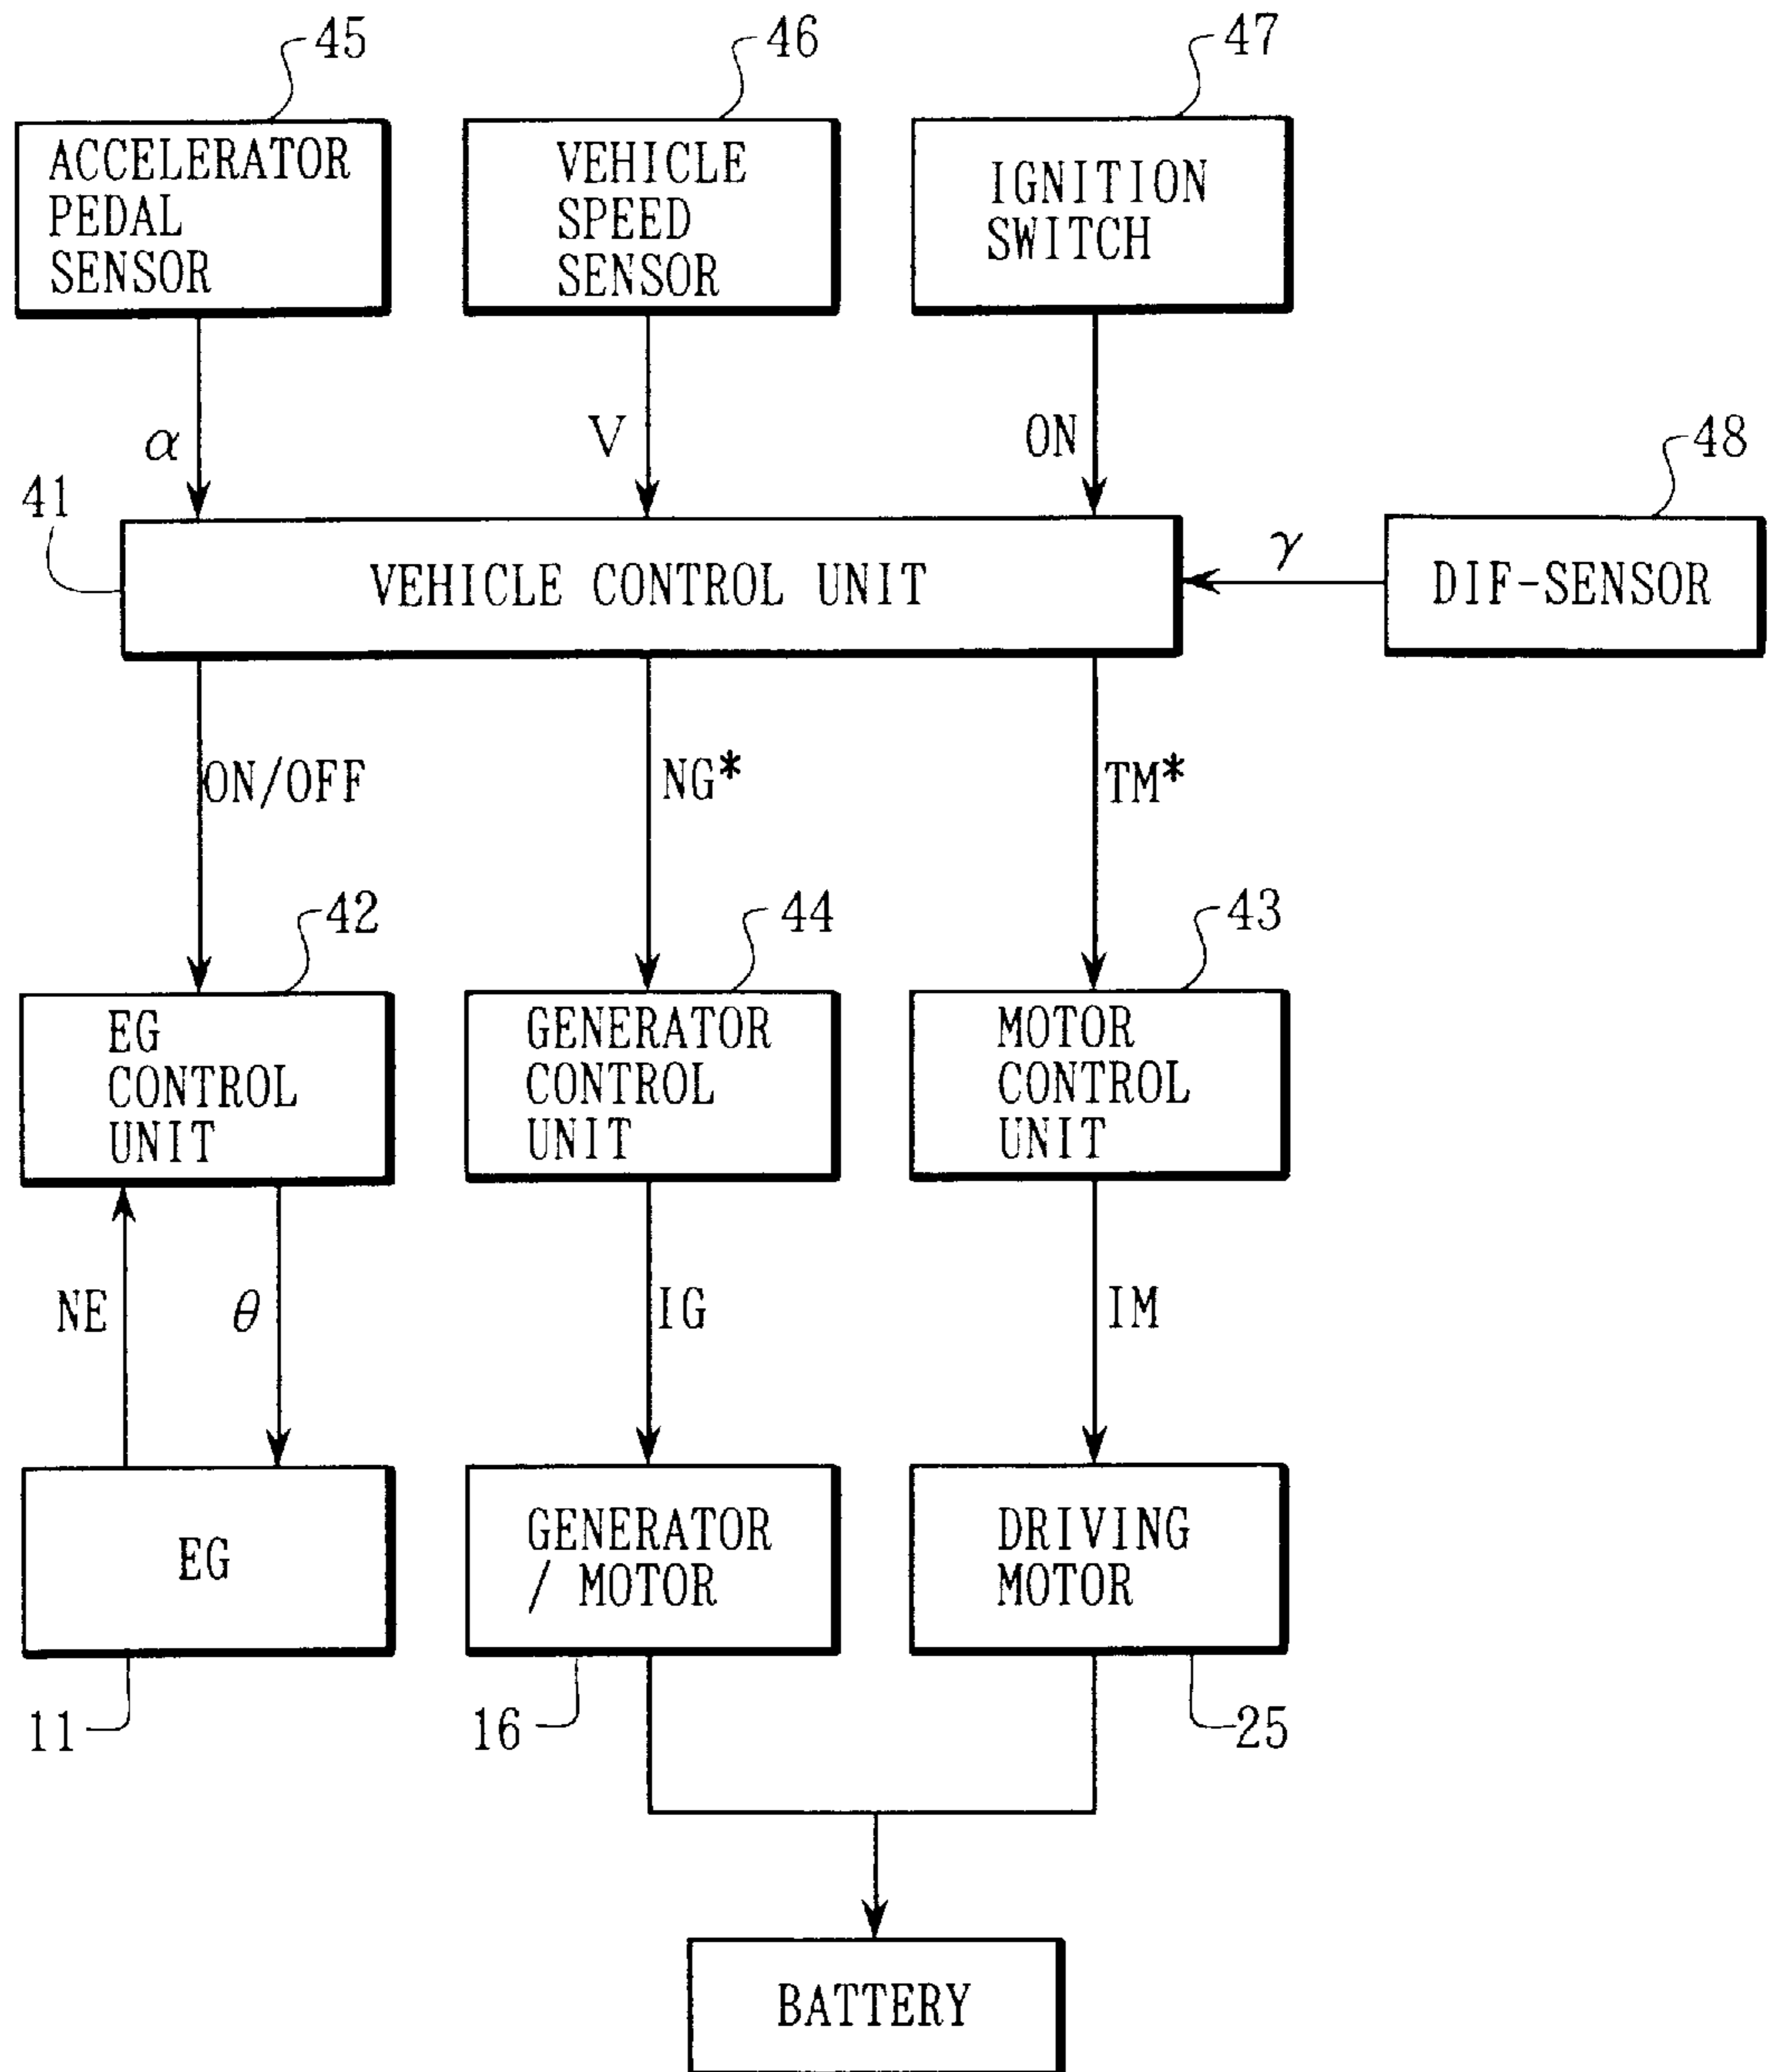 45
46
47
ACCELERATOR
PEDAL
SENSOR
VEHICLE
SPEED
SENSOR
IGNITION
SWITCH
α
V
ON
48
41
VEHICLE CONTROL UNIT
γ
DIF-SENSOR
ON/OFF
NG*
TM*
42
44
43
EG
CONTROL
UNIT
GENERATOR
CONTROL
UNIT
MOTOR
CONTROL
UNIT
NE
θ
IG
IM
EG
GENERATOR
/ MOTOR
DRIVING
MOTOR
11
16
25
BATTERY